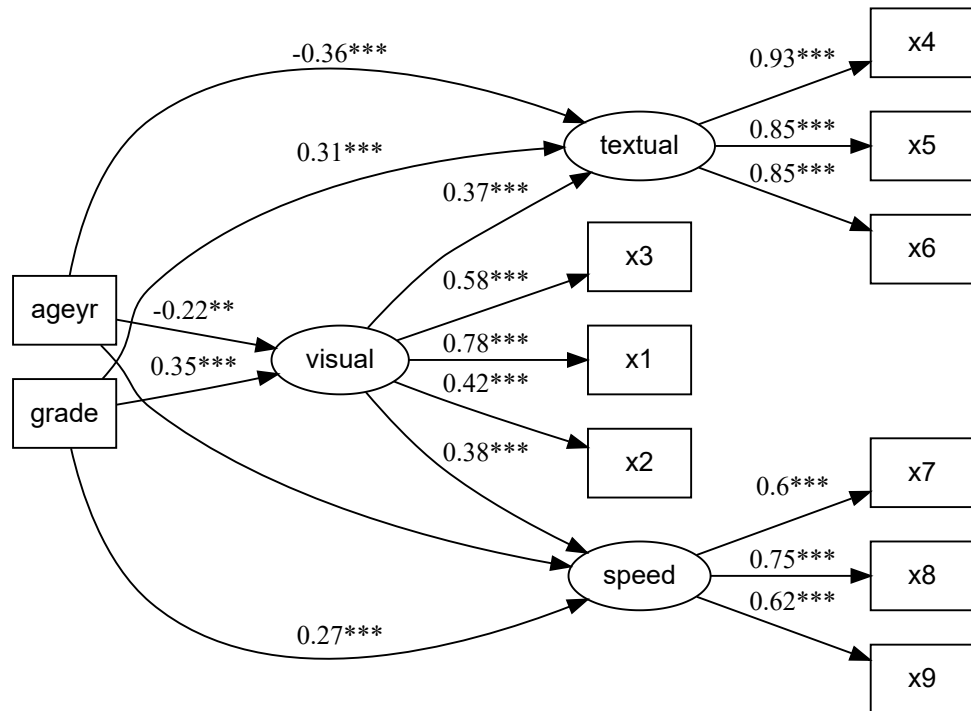 x4
-0.36***
0.93***
textual
0.85***
x5
0.31***
0.85***
0.37***
x6
x3
0.58***
ageyr
-0.22**
visual
0.78***
x1
0.35***
0.42***
grade
x2
0.38***
x7
0.6***
speed
0.75***
x8
0.62***
0.27***
x9